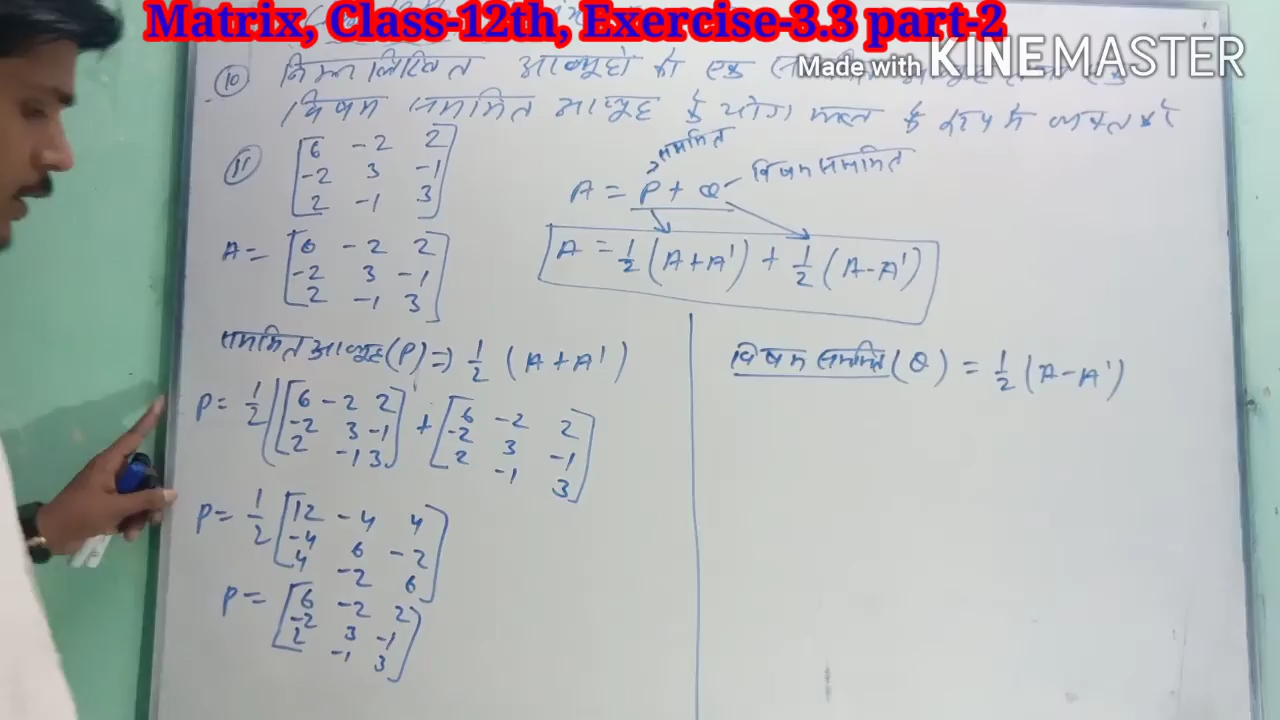 Matrix, Class-12th, Exercise-3.3 part-2
Made with KINEMASTER
10 निम्नलिखित आव्यूहों को एक
विषम सममित आव्यूह के योगफल के रूप में व्यक्त करें
11 [6 -2 2
-2 3 -1
2 -1 3]
सममित
विषम सममित
A = P + Q
A = 1/2 (A+A') + 1/2 (A-A')
A = [6 -2 2
-2 3 -1
2 -1 3]
सममित आव्यूह (P) => 1/2 (A+A')
P = 1/2 ([6 -2 2
-2 3 -1
2 -1 3] + [6 -2 2
-2 3 -1
2 -1 3]
P = 1/2 [12 -4 4
-4 6 -2
4 -2 6]
P = [6 -2 2
-2 3 -1
2 -1 3]
विषम सममित (Q) = 1/2 (A-A')